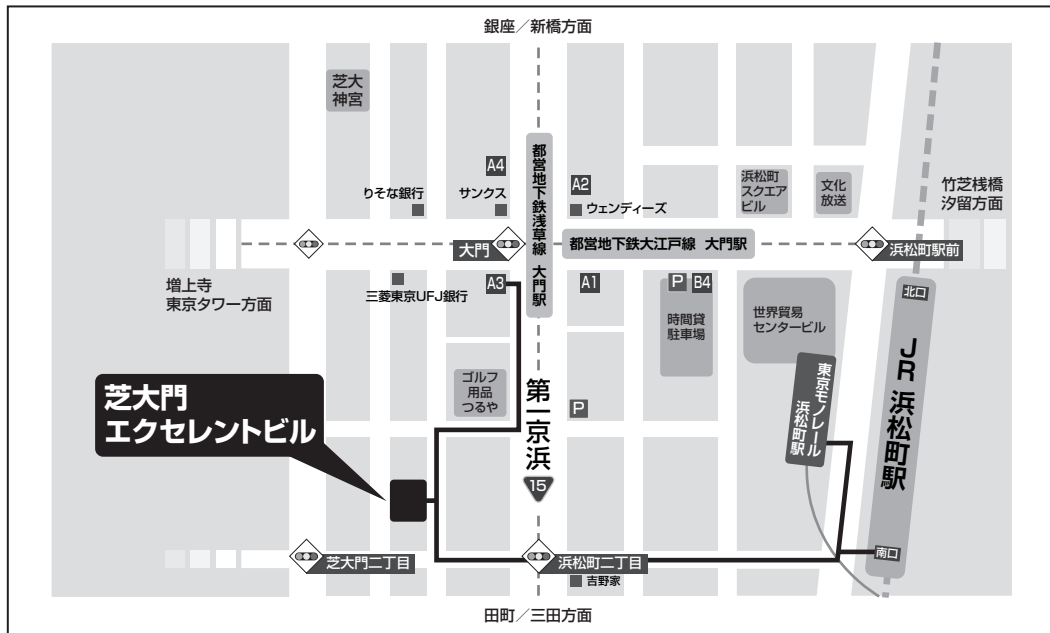 銀座／新橋方面
芝大
神宮
都営地下鉄浅草線 大門駅
A4
A2
りそな銀行
サンクス
ウェンディーズ
浜松町
スクエア
ビル
文化
放送
竹芝桟橋
汐留方面
大門
都営地下鉄大江戸線 大門駅
浜松町駅前
増上寺
東京タワー方面
三菱東京UFJ銀行
A3
A1
P
B4
時間貸
駐車場
世界貿易
センタービル
北口
JR 浜松町駅
東京モノレール
浜松町駅
ゴルフ
用品
つるや
第一京浜
15
P
芝大門
エクセレントビル
芝大門二丁目
浜松町二丁目
南口
吉野家
田町／三田方面